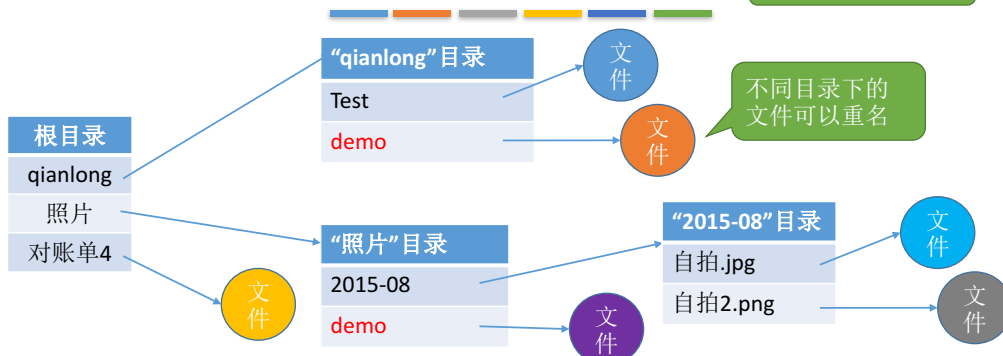 “qianlong”目录
Test
demo
文
件
文
件
不同目录下的
文件可以重名
根目录
qianlong
照片
对账单4
文
件
“照片”目录
2015-08
demo
文
件
“2015-08”目录
自拍.jpg
自拍2.png
文
件
文
件